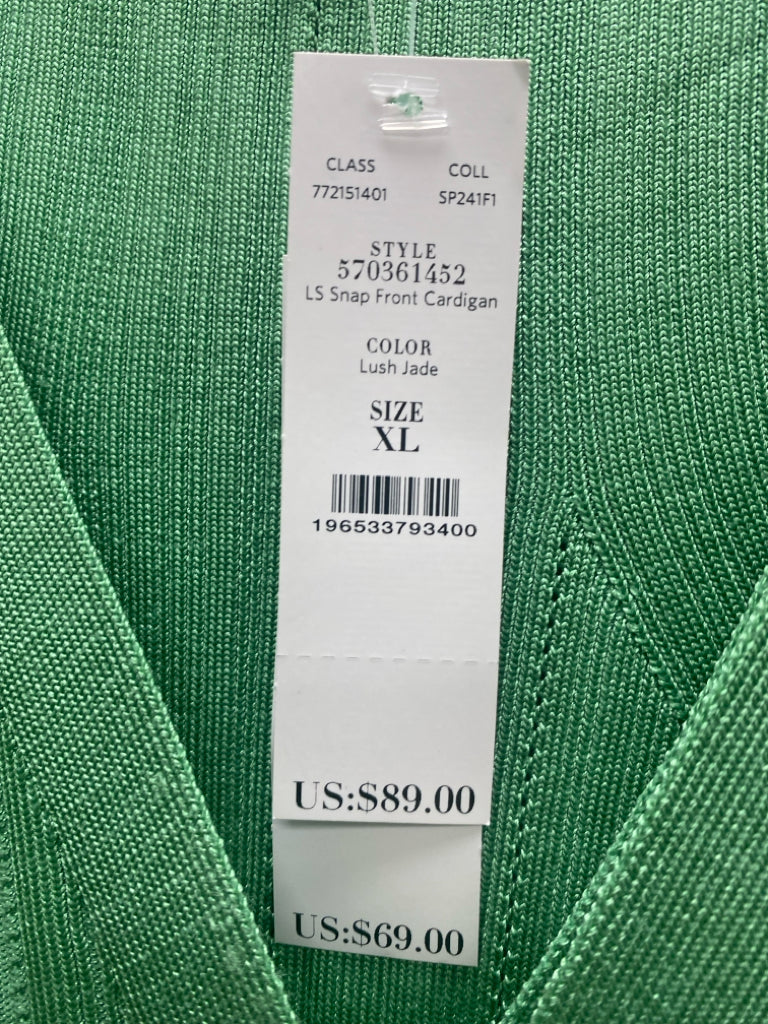 CLASS COLL
772151401 SP241F1
STYLE
570361452
LS Snap Front Cardigan
COLOR
Lush Jade
SIZE
XL
196533793400
US:$89.00
US:$69.00